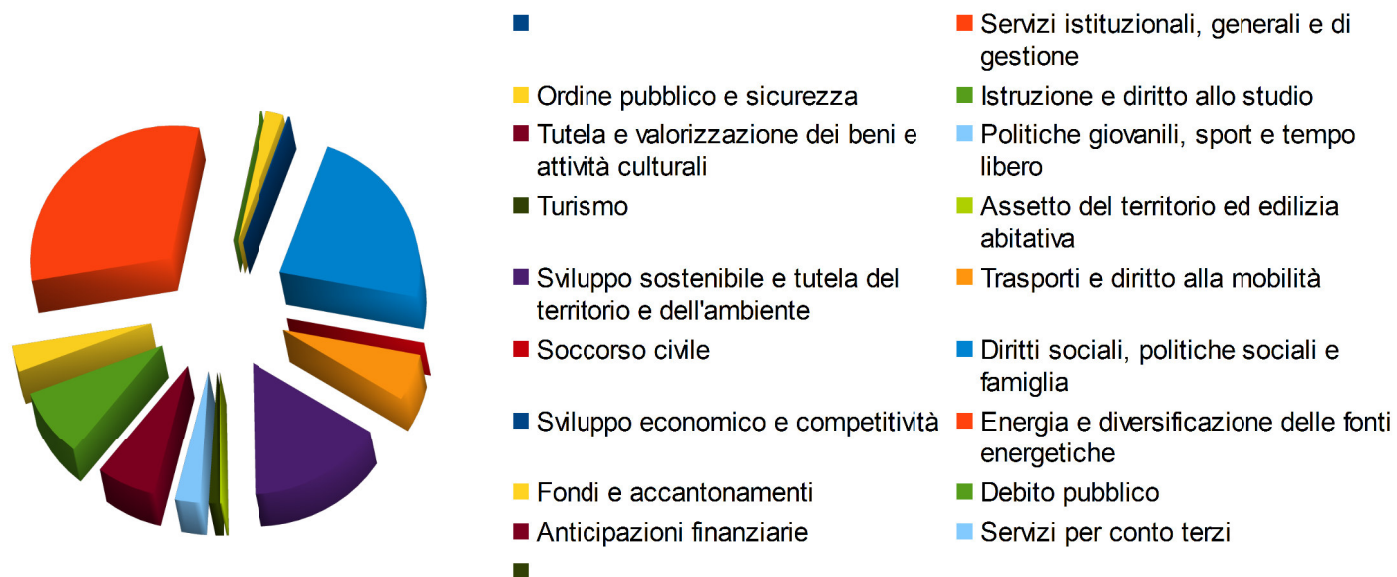 Servizi istituzionali, generali e di
gestione
Ordine pubblico e sicurezza
Istruzione e diritto allo studio
Tutela e valorizzazione dei beni e
attività culturali
Politiche giovanili, sport e tempo
libero
Turismo
Assetto del territorio ed edilizia
abitativa
Sviluppo sostenibile e tutela del
territorio e dell'ambiente
Trasporti e diritto alla mobilità
Soccorso civile
Diritti sociali, politiche sociali e
famiglia
Sviluppo economico e competitività
Energia e diversificazione delle fonti
energetiche
Fondi e accantonamenti
Debito pubblico
Anticipazioni finanziarie
Servizi per conto terzi